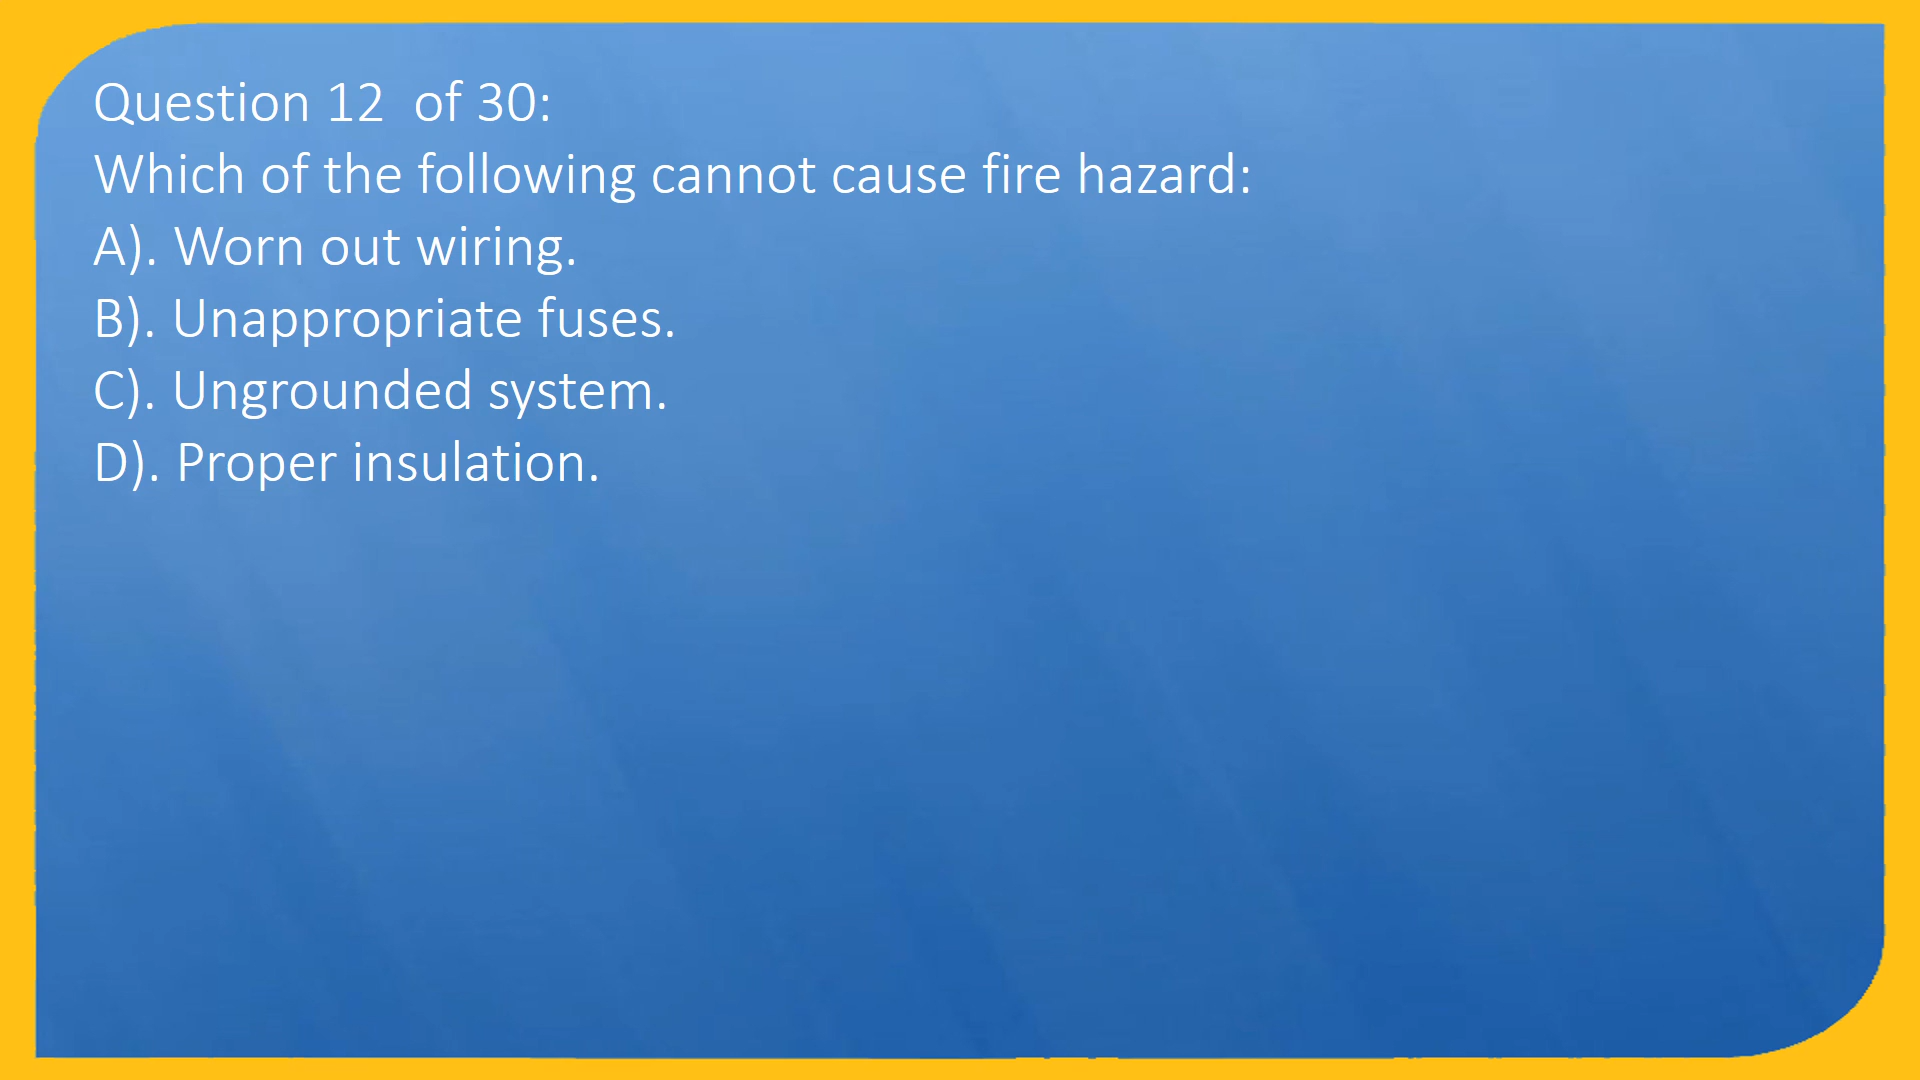 Question 12  of 30:
Which of the following cannot cause fire hazard:
A). Worn out wiring.
B). Unappropriate fuses.
C). Ungrounded system.
D). Proper insulation.